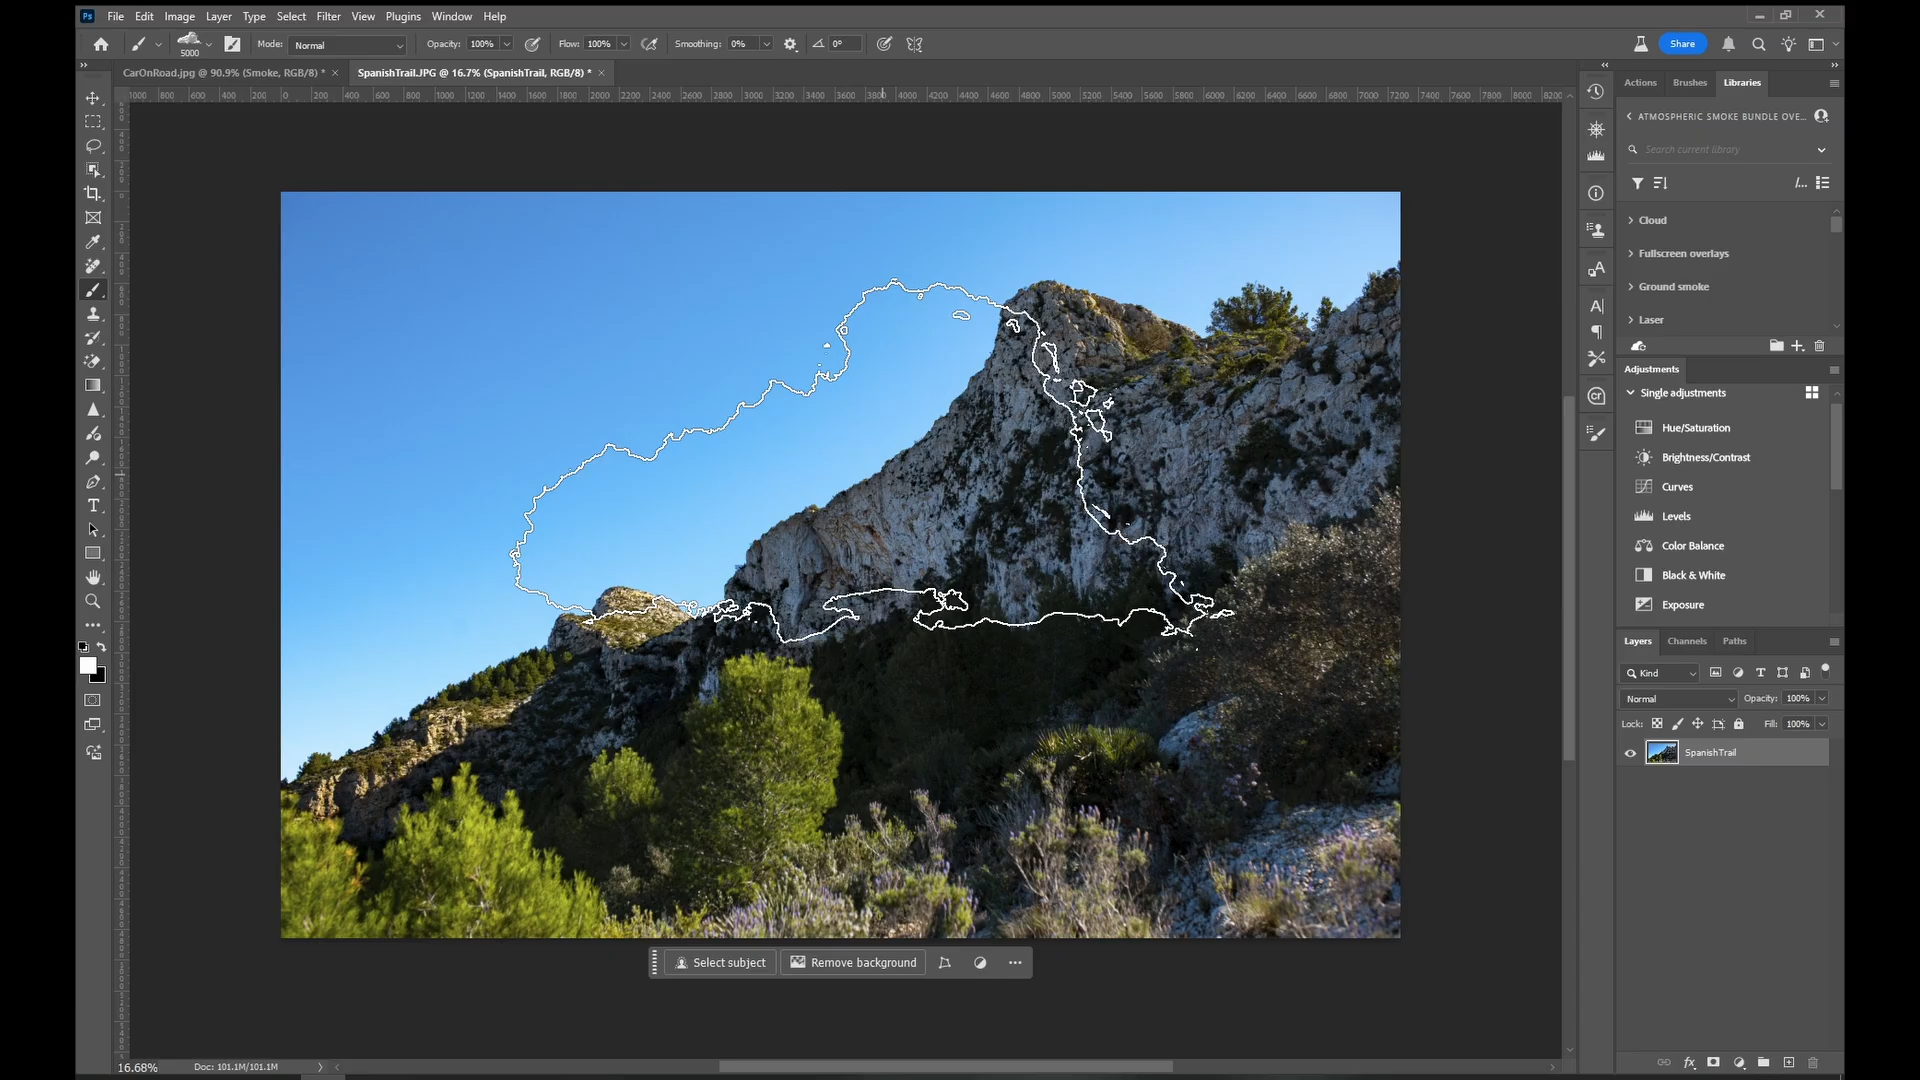 Ps File Edit Image Layer Type Select Filter View Plugins Window Help
5000 Mode: Normal Opacity: 100% Flow: 100% Smoothing: 0% 0° Share
CarOnRoad.jpg @ 90.9% (Smoke, RGB/8) * SpanishTrail.JPG @ 16.7% (SpanishTrail, RGB/8) *
1000 800 600 400 200 0 200 400 600 800 1000 1200 1400 1600 1800 2000 2200 2400 2600 2800 3000 3200 3400 3600 3800 4000 4200 4400 4600 4800 5000 5200 5400 5600 5800 6000 6200 6400 6600 6800 7000 7200 7400 7600 7800 8000 8200
Actions Brushes Libraries
ATMOSPHERIC SMOKE BUNDLE OVE...
Search current library
Cloud
Fullscreen overlays
Ground smoke
Laser
Adjustments
Single adjustments
Hue/Saturation
Brightness/Contrast
Curves
Levels
Color Balance
Black & White
Exposure
Layers Channels Paths
Kind
Normal Opacity: 100%
Lock: Fill: 100%
SpanishTrail
Select subject Remove background
16.68% Doc: 101.1M/101.1M